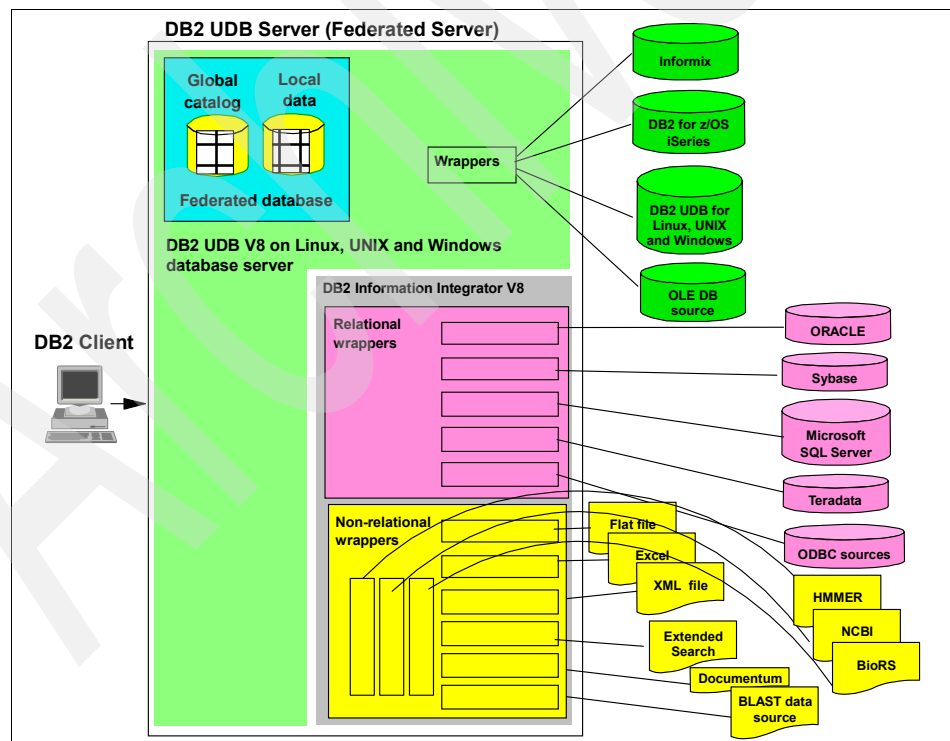 DB2 UDB Server (Federated Server)
Global
catalog
Local
data
Federated database
Wrappers
DB2 UDB V8 on Linux, UNIX and Windows
database server
Informix
DB2 for z/OS
iSeries
DB2 UDB for
Linux, UNIX
and Windows
OLE DB
source
DB2 Client
DB2 Information Integrator V8
Relational
wrappers
ORACLE
Sybase
Microsoft
SQL Server
Teradata
ODBC sources
Non-relational
wrappers
Flat file
Excel
XML file
Extended
Search
Documentum
BLAST data
source
HMMER
NCBI
BioRS